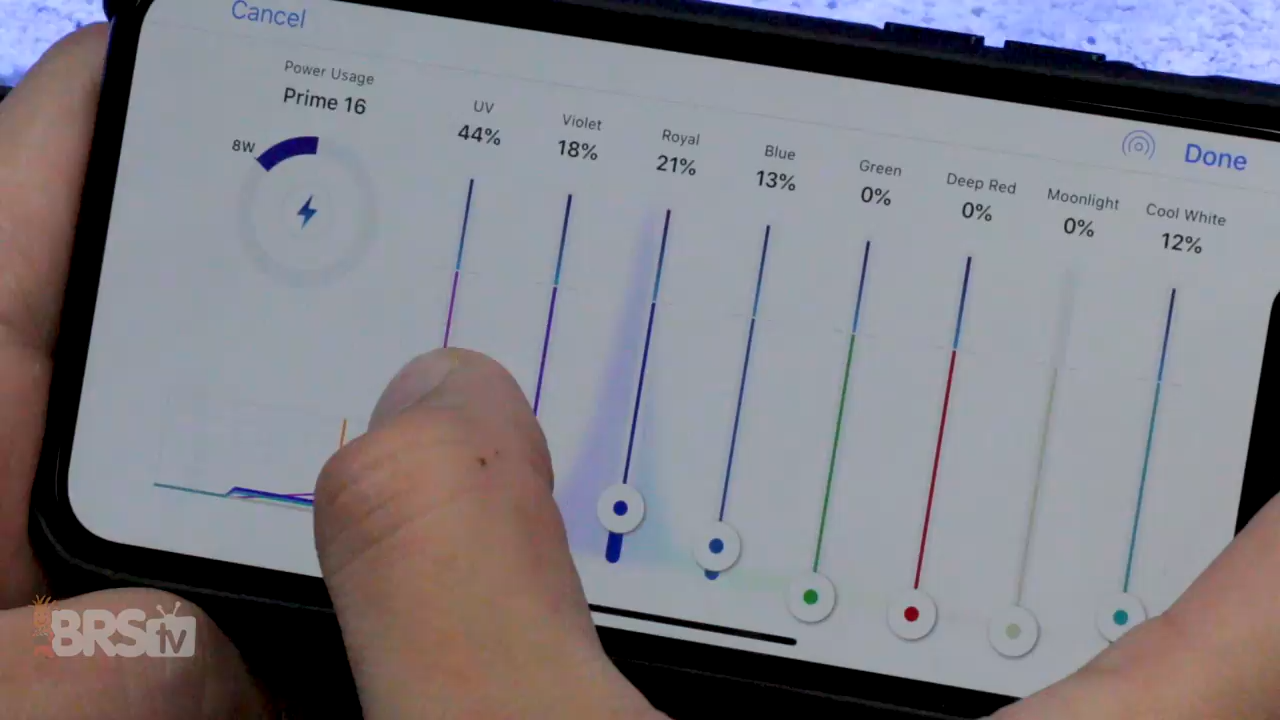 Cancel
Done
Power Usage
Prime 16
8W
UV
44%
Violet
18%
Royal
21%
Blue
13%
Green
0%
Deep Red
0%
Moonlight
0%
Cool White
12%
BRStv